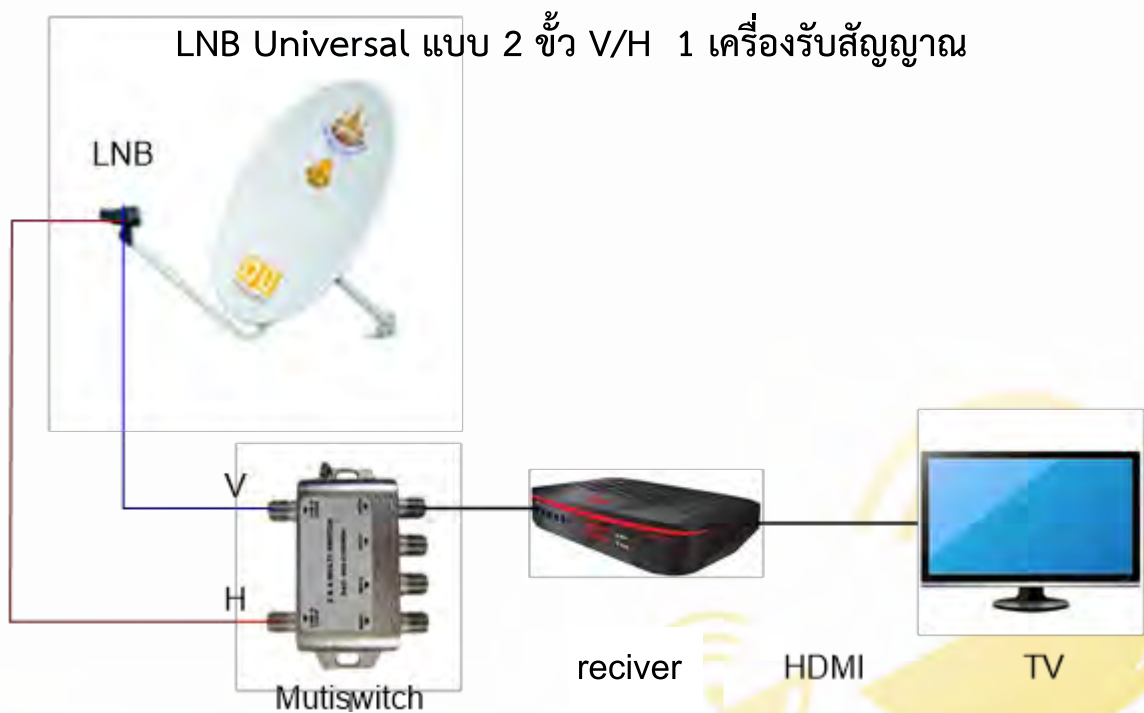 LNB Universal แบบ 2 ขั้ว V/H 1 เครื่องรับสัญญาณ
LNB
V
H
Mutiswitch
reciver
HDMI
TV